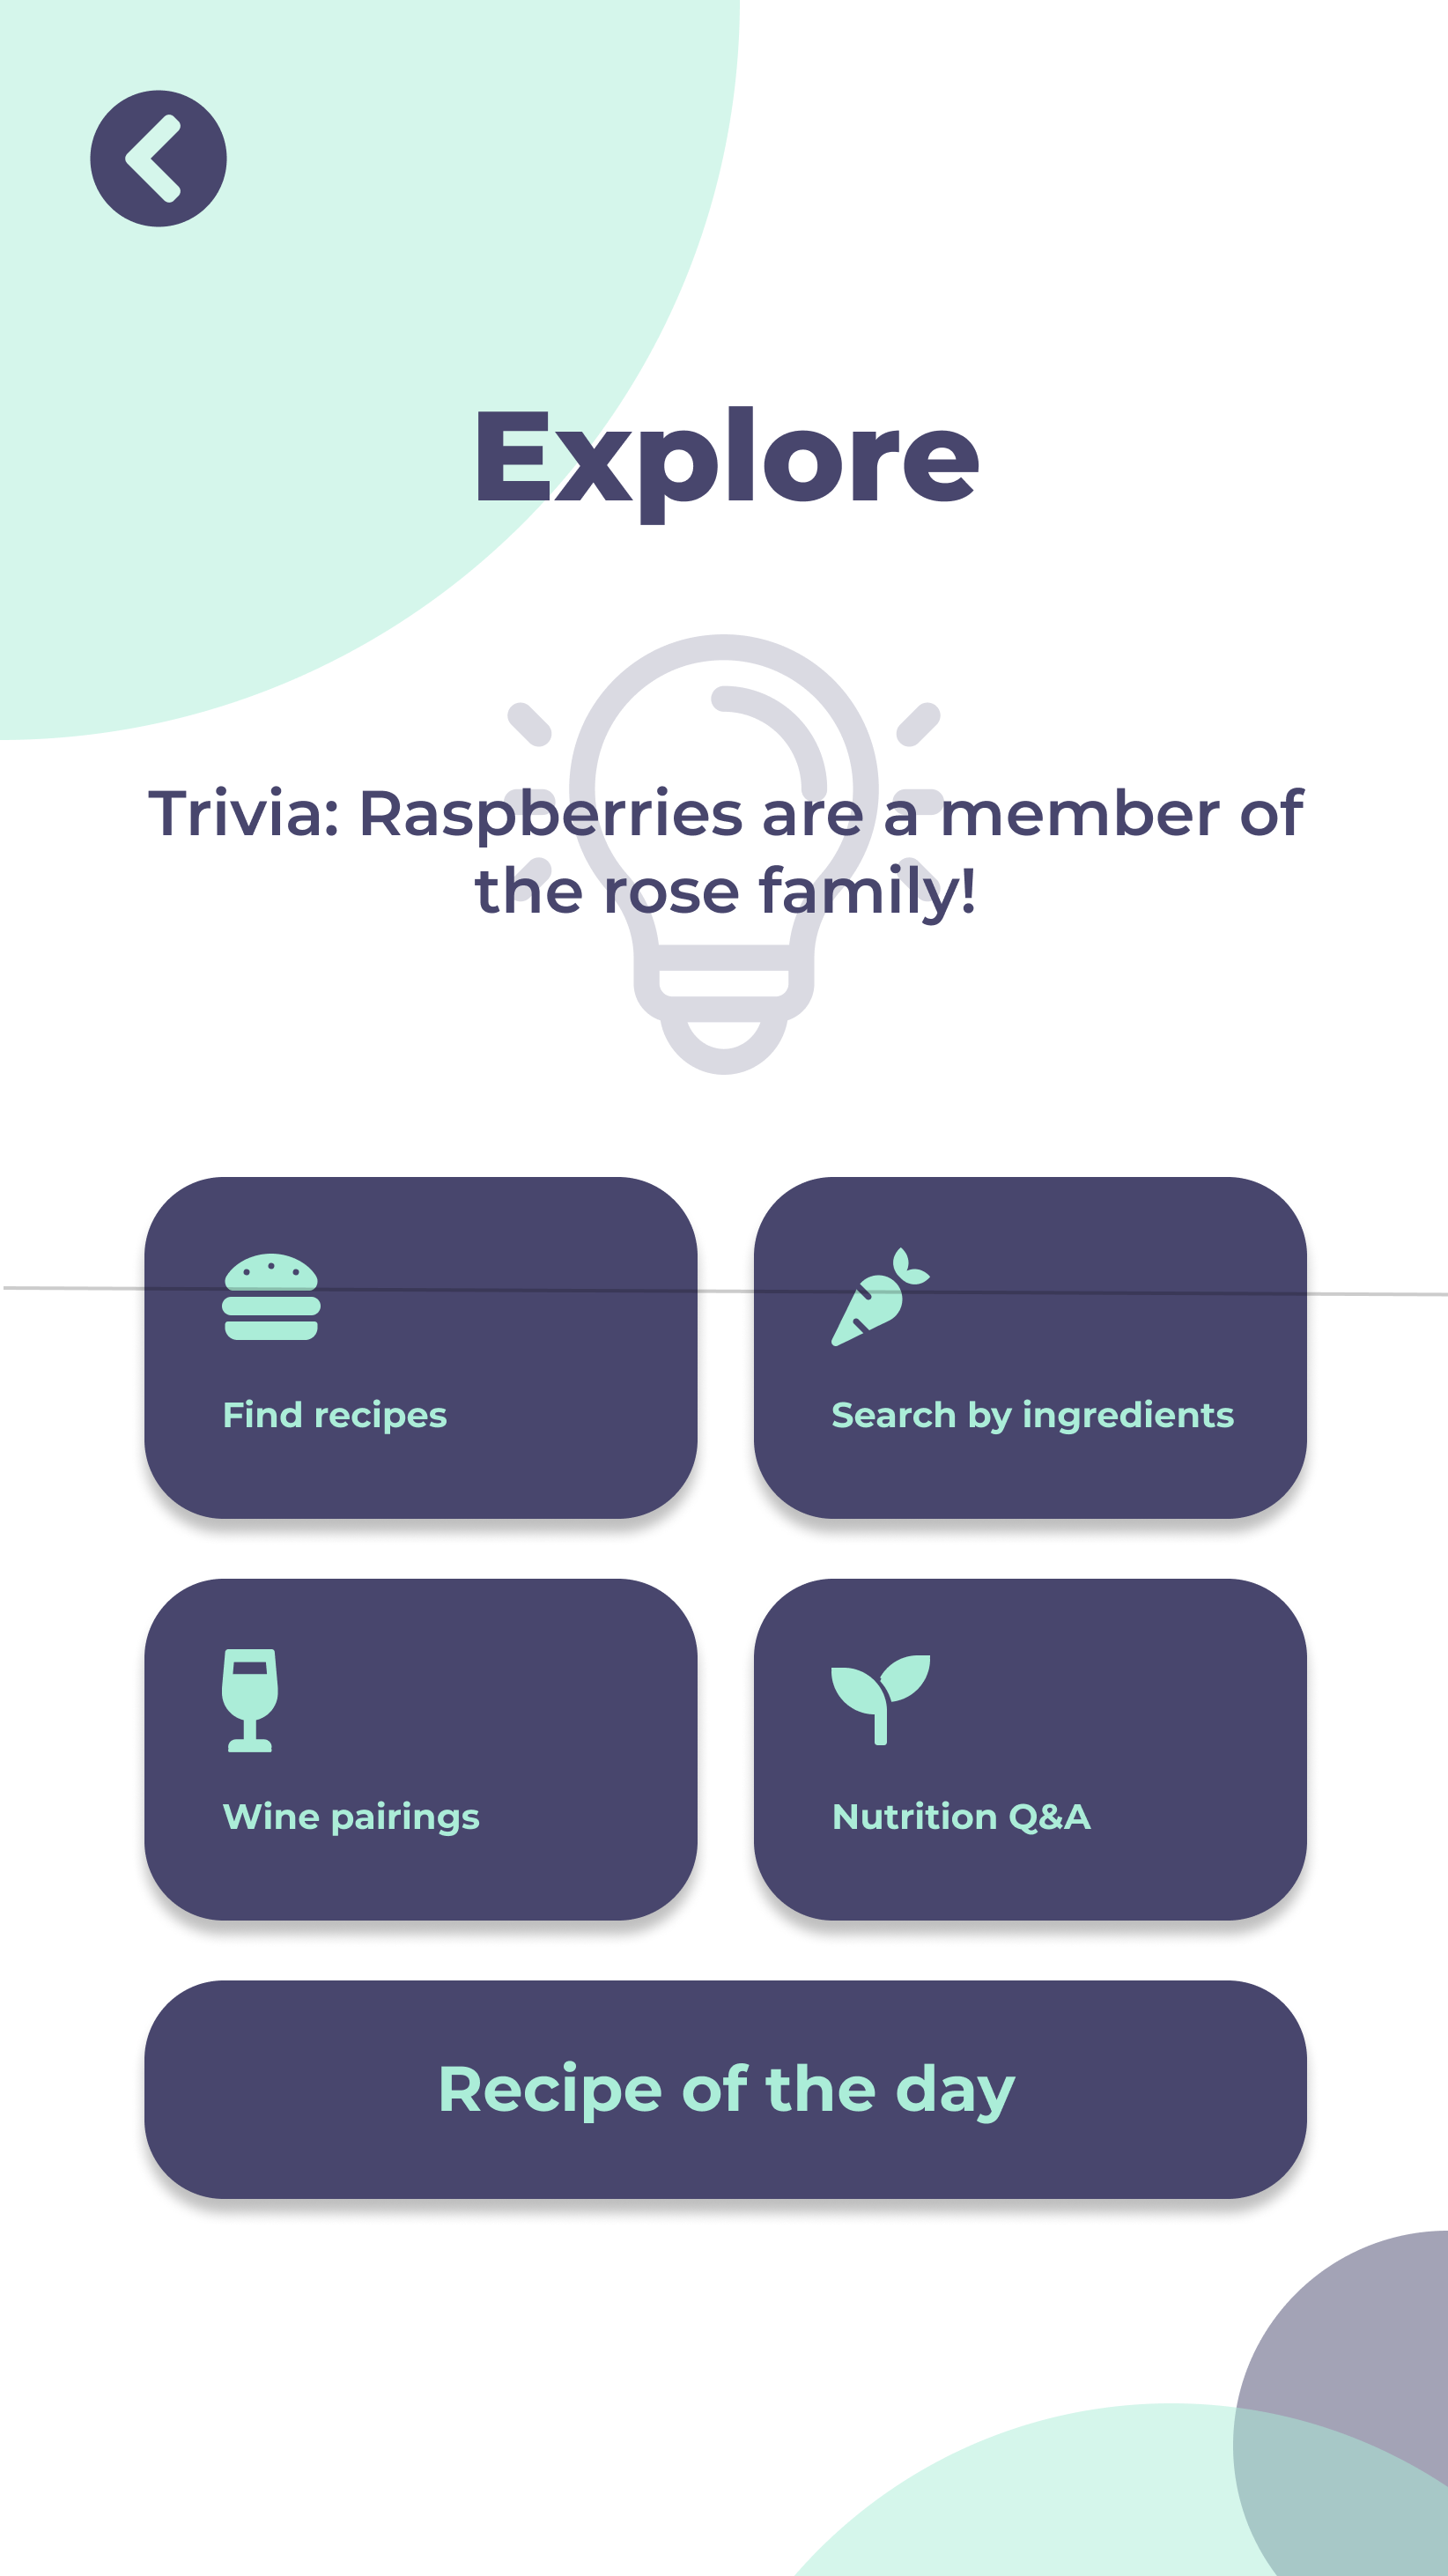 Explore
Trivia: Raspberries are a member of
the rose family!
Find recipes
Search by ingredients
Wine pairings
Nutrition Q&A
Recipe of the day